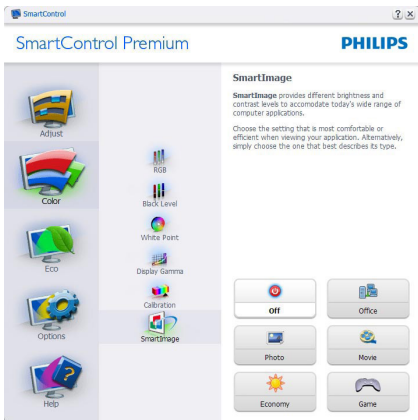 SmartControl
SmartControl Premium
PHILIPS
Adjust
Color
Eco
Options
Help
RGB
Black Level
White Point
Display Gamma
Calibration
SmartImage
SmartImage
SmartImage provides different brightness and
contrast levels to accomodate today's wide range of
computer applications.
Choose the setting that is most comfortable or
efficient when viewing your application. Alternatively,
simply choose the one that best describes its type.
Off
Office
Photo
Movie
Economy
Game